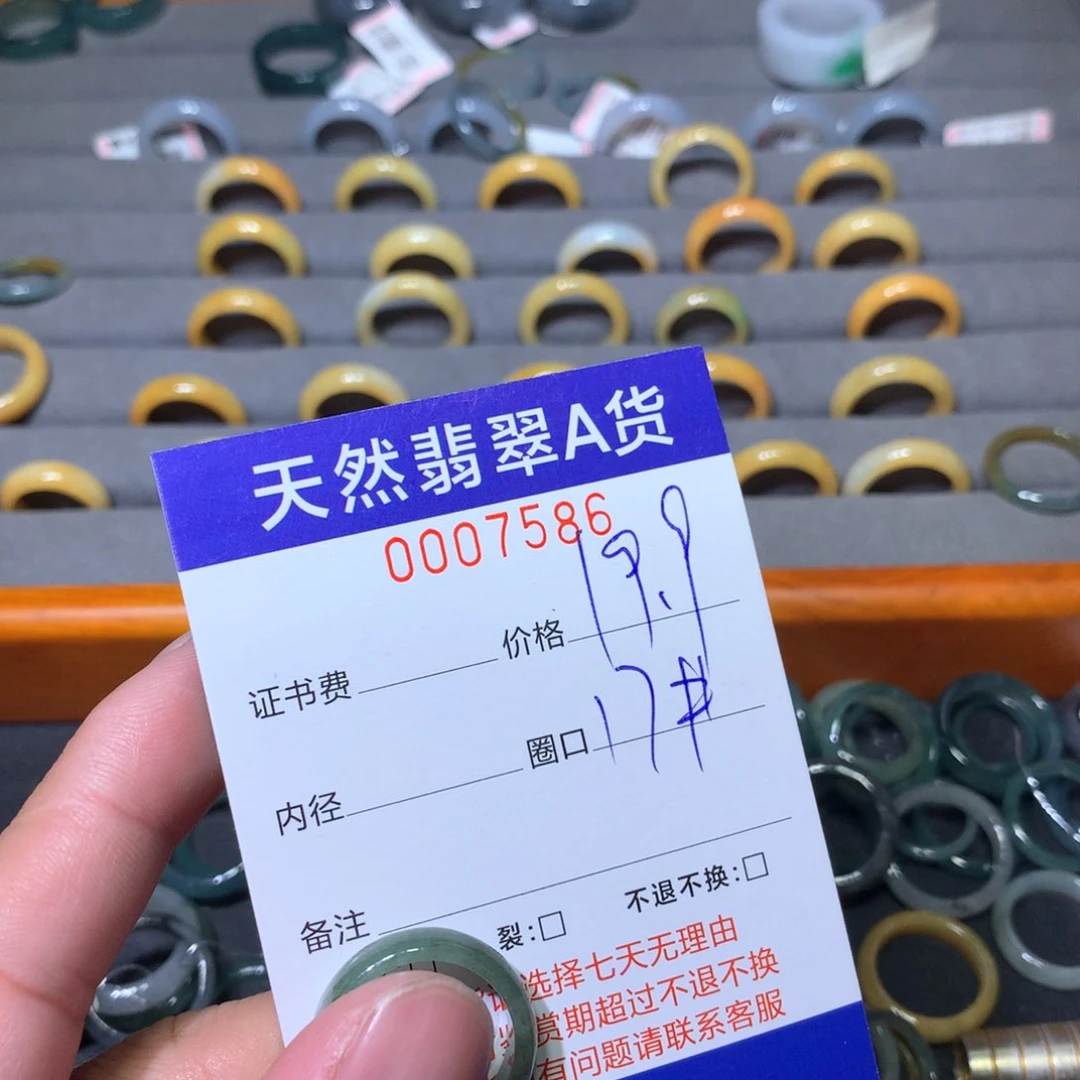 天然翡翠A货
0007586
证书费 价格 19.9
内径 圈口 17#
备注
裂:□ 不退不换:□
选择七天无理由
赏期超过不退不换
有问题请联系客服